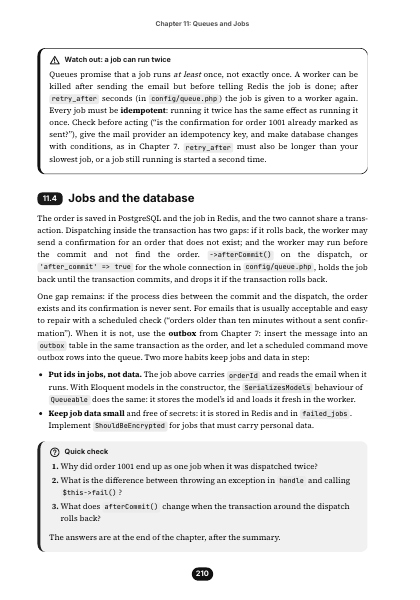 Chapter 11: Queues and Jobs
Watch out: a job can run twice
Queues promise that a job runs at least once, not exactly once. A worker can be
killed after sending the email but before telling Redis the job is done; after
retry_after seconds (in config/queue.php) the job is given to a worker again.
Every job must be idempotent: running it twice has the same effect as running it
once. Check before acting (“is the confirmation for order 1001 already marked as
sent?”), give the mail provider an idempotency key, and make database changes
with conditions, as in Chapter 7. retry_after must also be longer than your
slowest job, or a job still running is started a second time.
11.4 Jobs and the database
The order is saved in PostgreSQL and the job in Redis, and the two cannot share a trans-
action. Dispatching inside the transaction has two gaps: if it rolls back, the worker may
send a confirmation for an order that does not exist; and the worker may run before
the commit and not find the order. ->afterCommit() on the dispatch, or
'after_commit' => true for the whole connection in config/queue.php, holds the job
back until the transaction commits, and drops it if the transaction rolls back.
One gap remains: if the process dies between the commit and the dispatch, the order
exists and its confirmation is never sent. For emails that is usually acceptable and easy
to repair with a scheduled check (“orders older than ten minutes without a sent confir-
mation”). When it is not, use the outbox from Chapter 7: insert the message into an
outbox table in the same transaction as the order, and let a scheduled command move
outbox rows into the queue. Two more habits keep jobs and data in step:
• Put ids in jobs, not data. The job above carries orderId and reads the email when it
runs. With Eloquent models in the constructor, the SerializesModels behaviour of
Queueable does the same: it stores the model’s id and loads it fresh in the worker.
• Keep job data small and free of secrets: it is stored in Redis and in failed_jobs.
Implement ShouldBeEncrypted for jobs that must carry personal data.
Quick check
1. Why did order 1001 end up as one job when it was dispatched twice?
2. What is the difference between throwing an exception in handle and calling
$this->fail()?
3. What does afterCommit() change when the transaction around the dispatch
rolls back?
The answers are at the end of the chapter, after the summary.
210